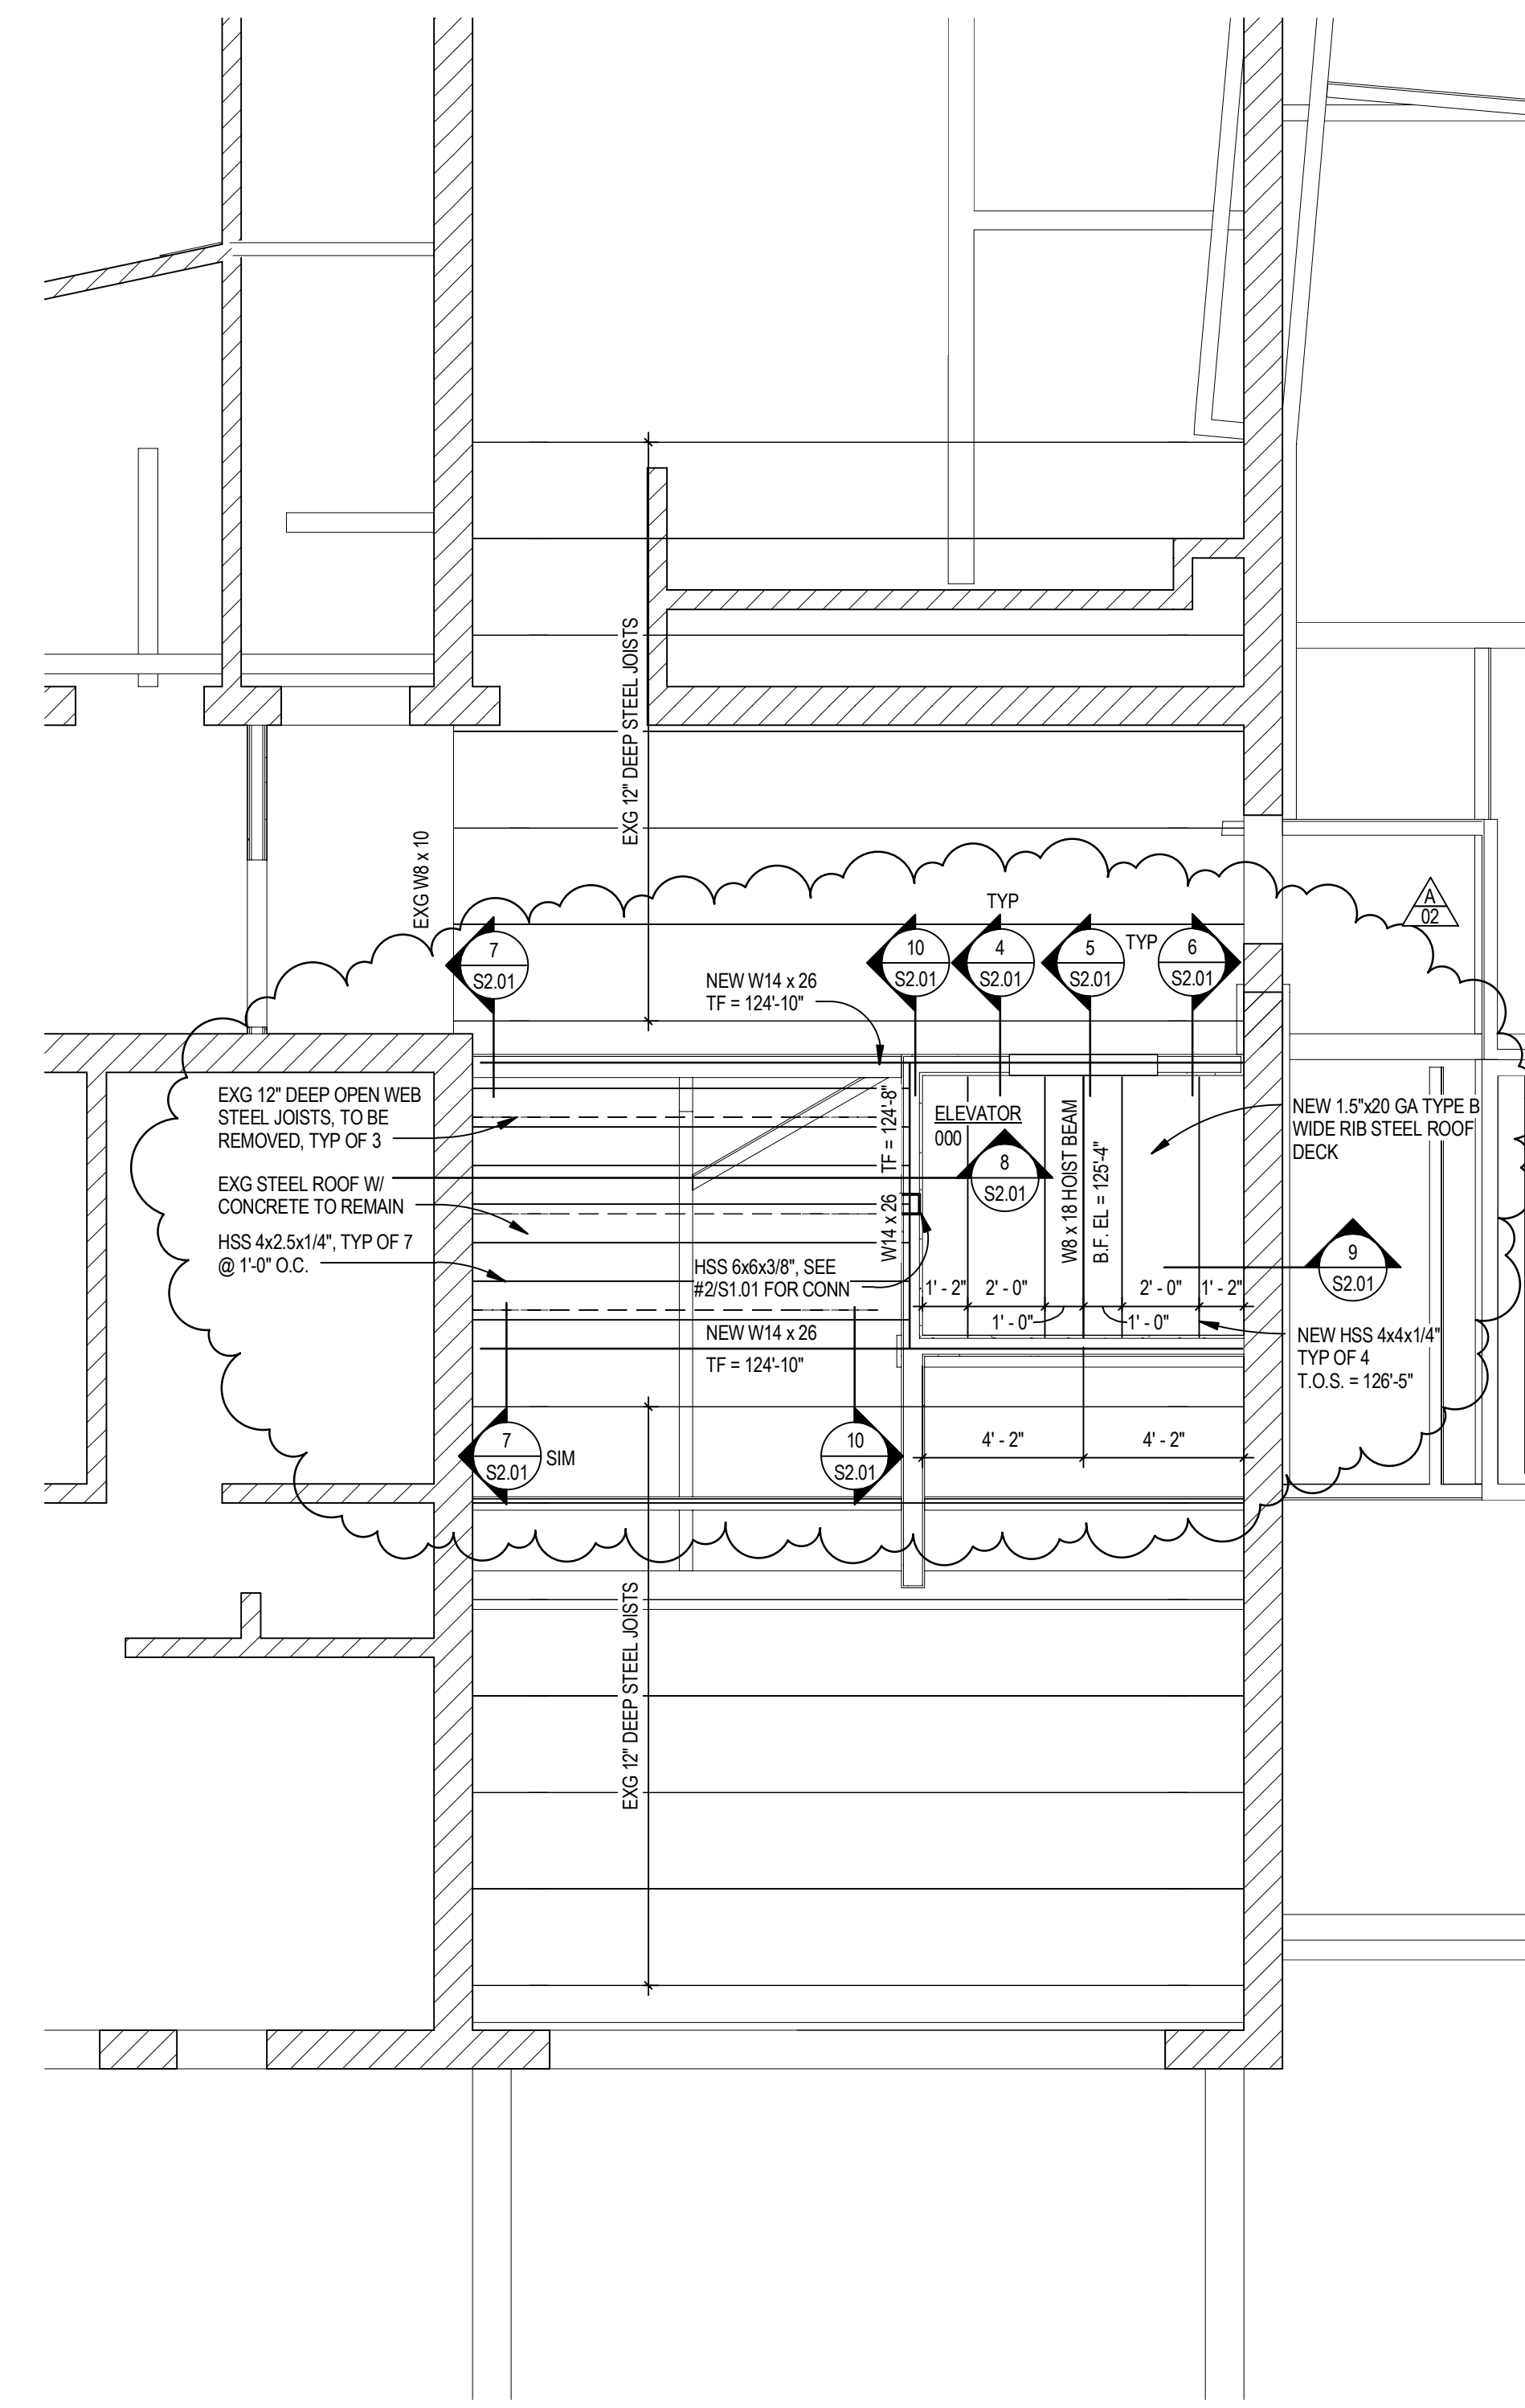 EXG 12" DEEP STEEL JOISTS
EXG W8 x 10
A
02
TYP
7
S2.01
10
S2.01
4
S2.01
5
S2.01
TYP
6
S2.01
NEW W14 x 26
TF = 124'-10"
EXG 12" DEEP OPEN WEB
STEEL JOISTS, TO BE
REMOVED, TYP OF 3
EXG STEEL ROOF W/
CONCRETE TO REMAIN
HSS 4x2.5x1/4", TYP OF 7
@ 1'-0" O.C.
HSS 6x6x3/8", SEE
#2/S1.01 FOR CONN
W14 x 26
TF = 124'-8"
ELEVATOR
000
8
S2.01
W8 x 18 HOIST BEAM
B.F. EL = 125'-4"
NEW 1.5"x20 GA TYPE B
WIDE RIB STEEL ROOF
DECK
9
S2.01
1' - 2"
2' - 0"
2' - 0"
1' - 2"
1' - 0"
1' - 0"
NEW HSS 4x4x1/4"
TYP OF 4
T.O.S. = 126'-5"
NEW W14 x 26
TF = 124'-10"
7
S2.01
SIM
10
S2.01
4' - 2"
4' - 2"
EXG 12" DEEP STEEL JOISTS